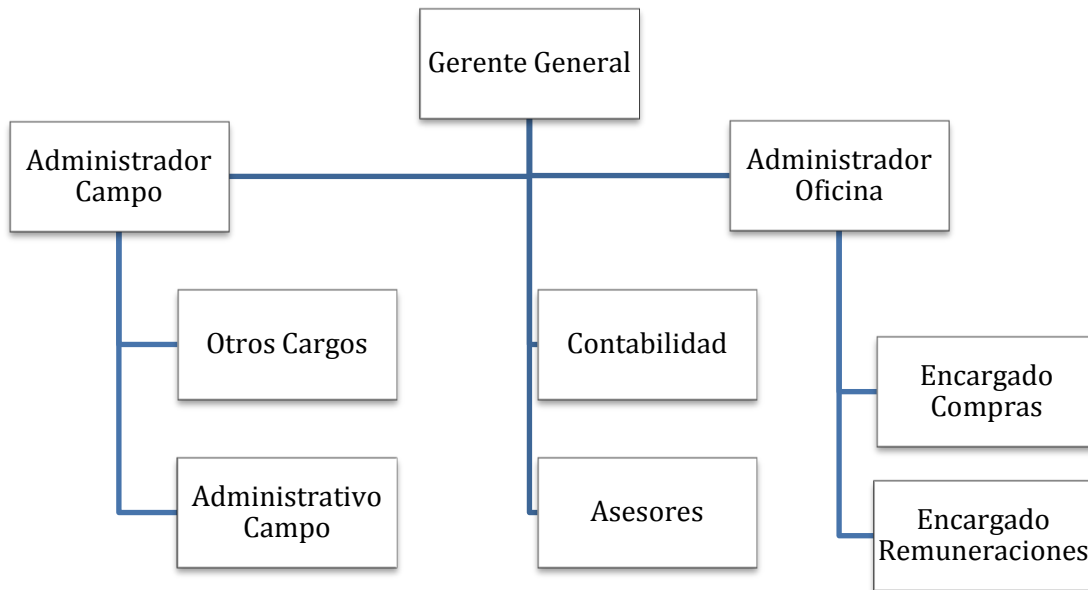 Gerente General
Administrador
Campo
Administrador
Oficina
Otros Cargos
Contabilidad
Encargado
Compras
Administrativo
Campo
Asesores
Encargado
Remuneraciones